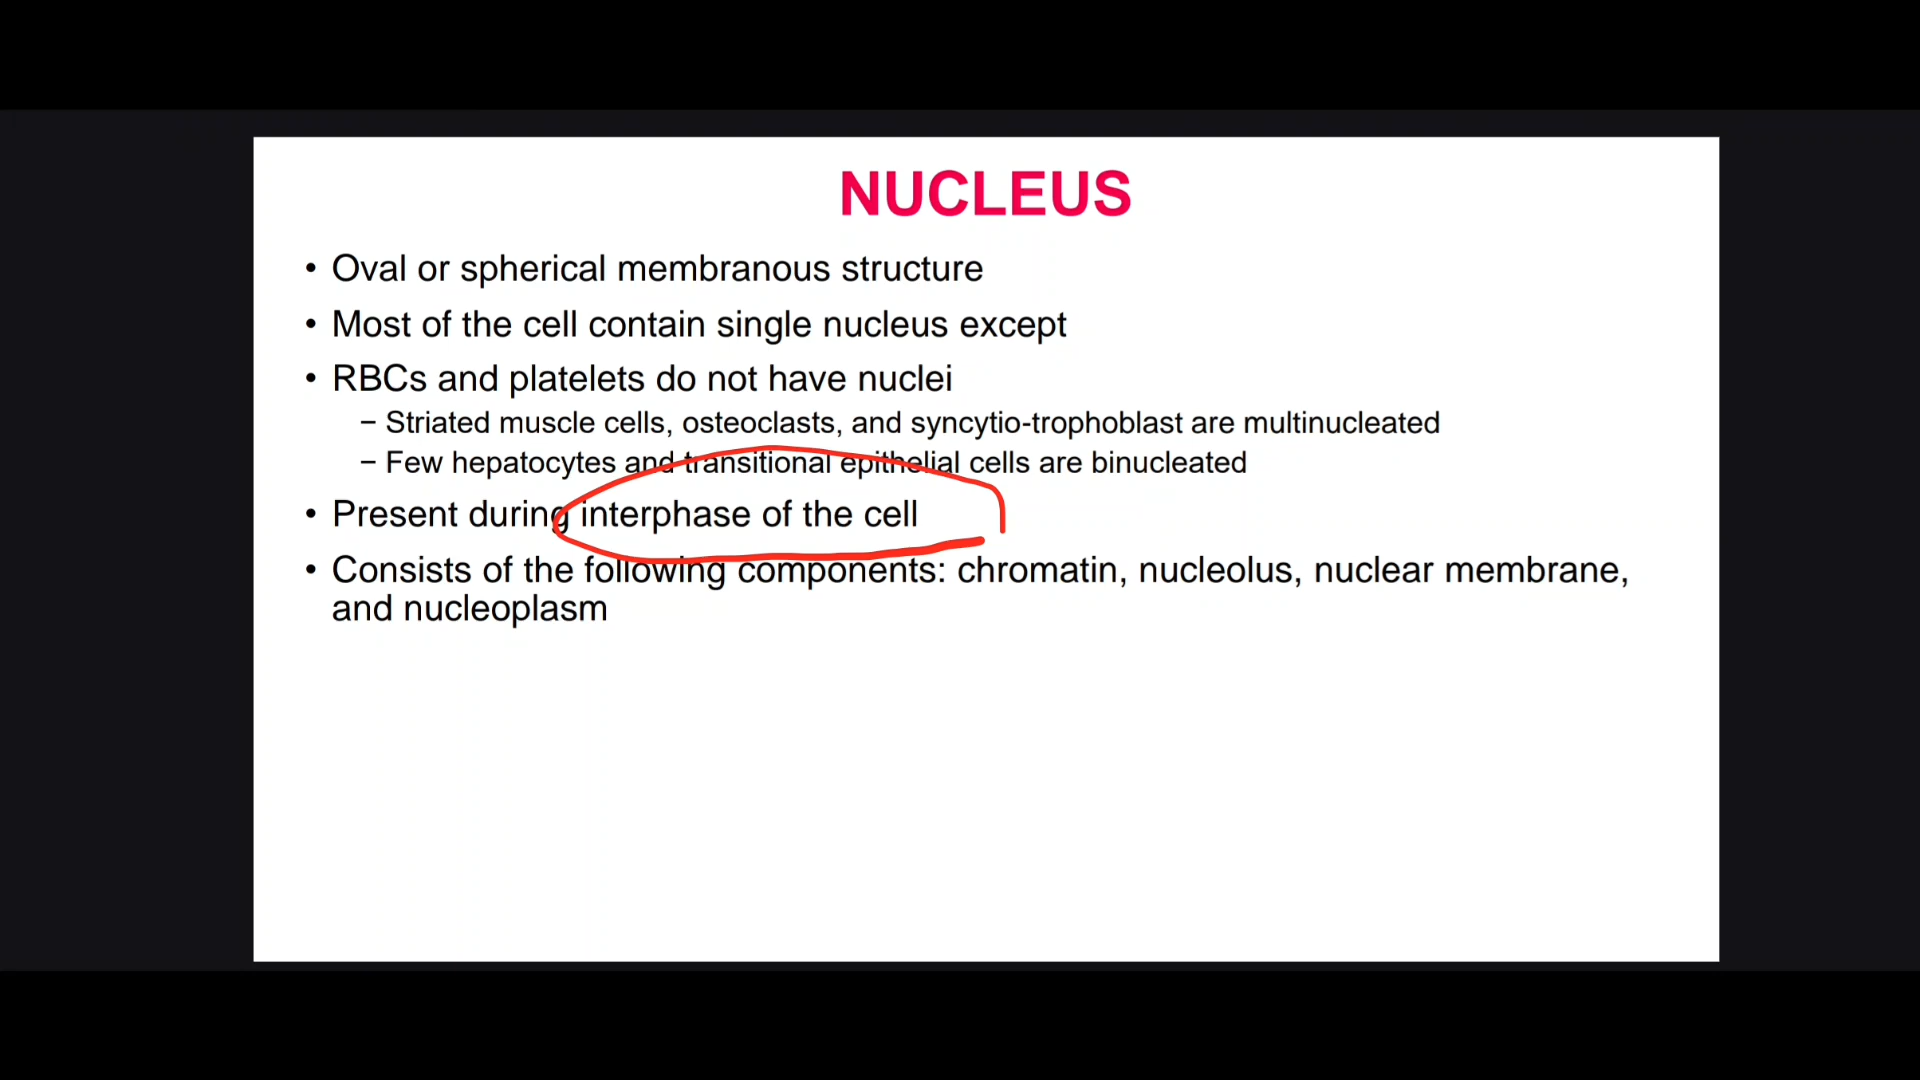 NUCLEUS
• Oval or spherical membranous structure
• Most of the cell contain single nucleus except
• RBCs and platelets do not have nuclei
– Striated muscle cells, osteoclasts, and syncytio-trophoblast are multinucleated
– Few hepatocytes and transitional epithelial cells are binucleated
• Present during interphase of the cell
• Consists of the following components: chromatin, nucleolus, nuclear membrane,
and nucleoplasm